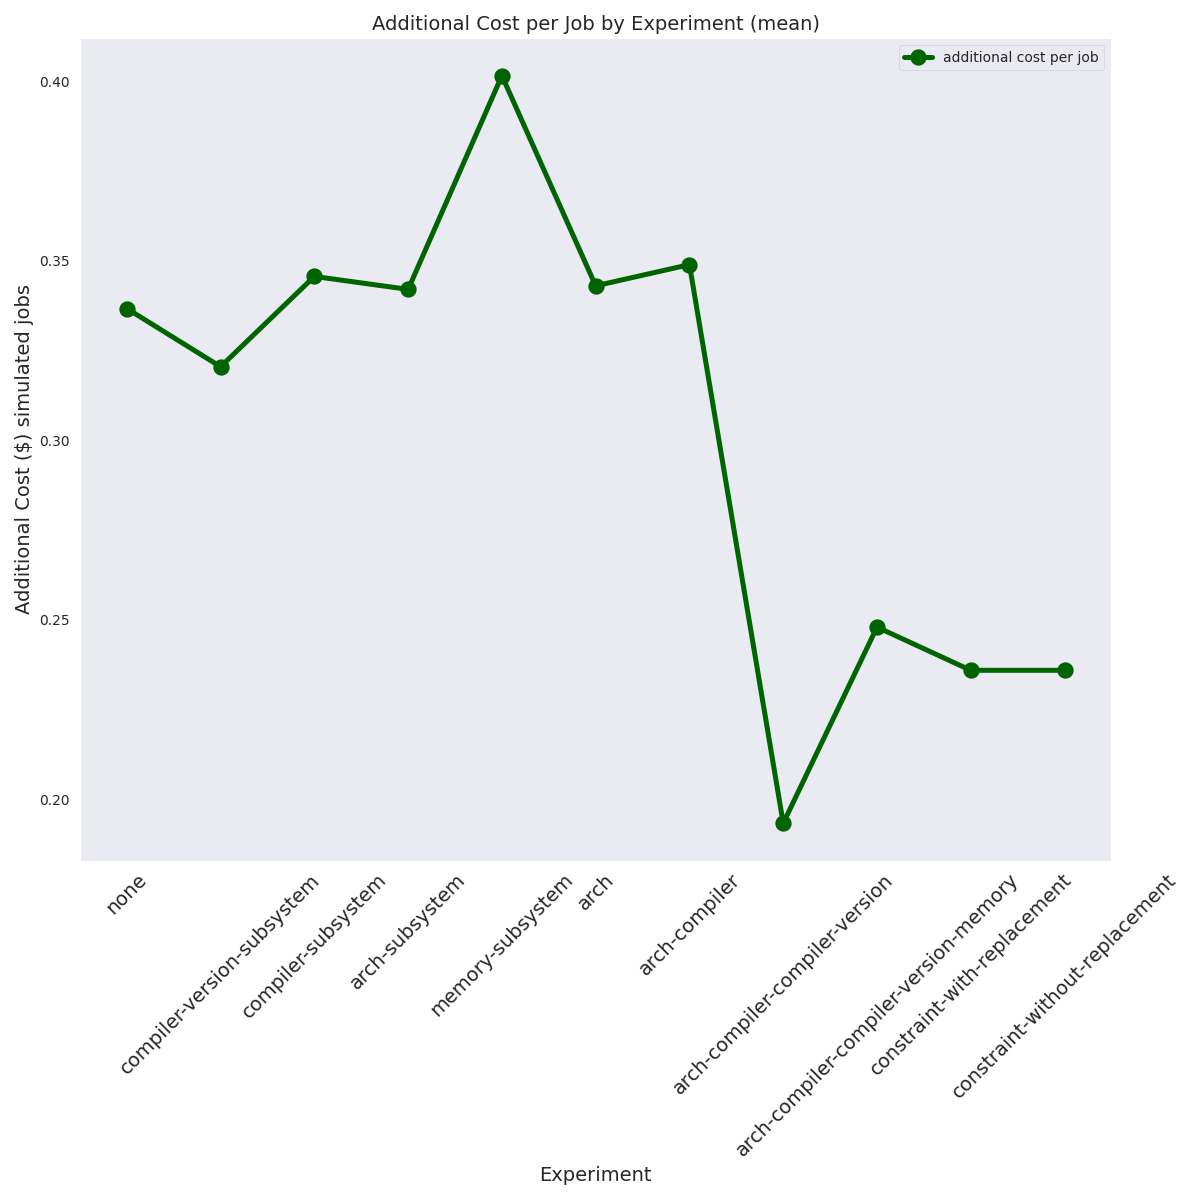 Additional Cost per Job by Experiment (mean)
additional cost per job
Additional Cost ($) simulated jobs
0.40
0.35
0.30
0.25
0.20
none
compiler-version-subsystem
compiler-subsystem
arch-subsystem
memory-subsystem
arch
arch-compiler
arch-compiler-compiler-version
arch-compiler-compiler-version-memory
constraint-with-replacement
constraint-without-replacement
Experiment